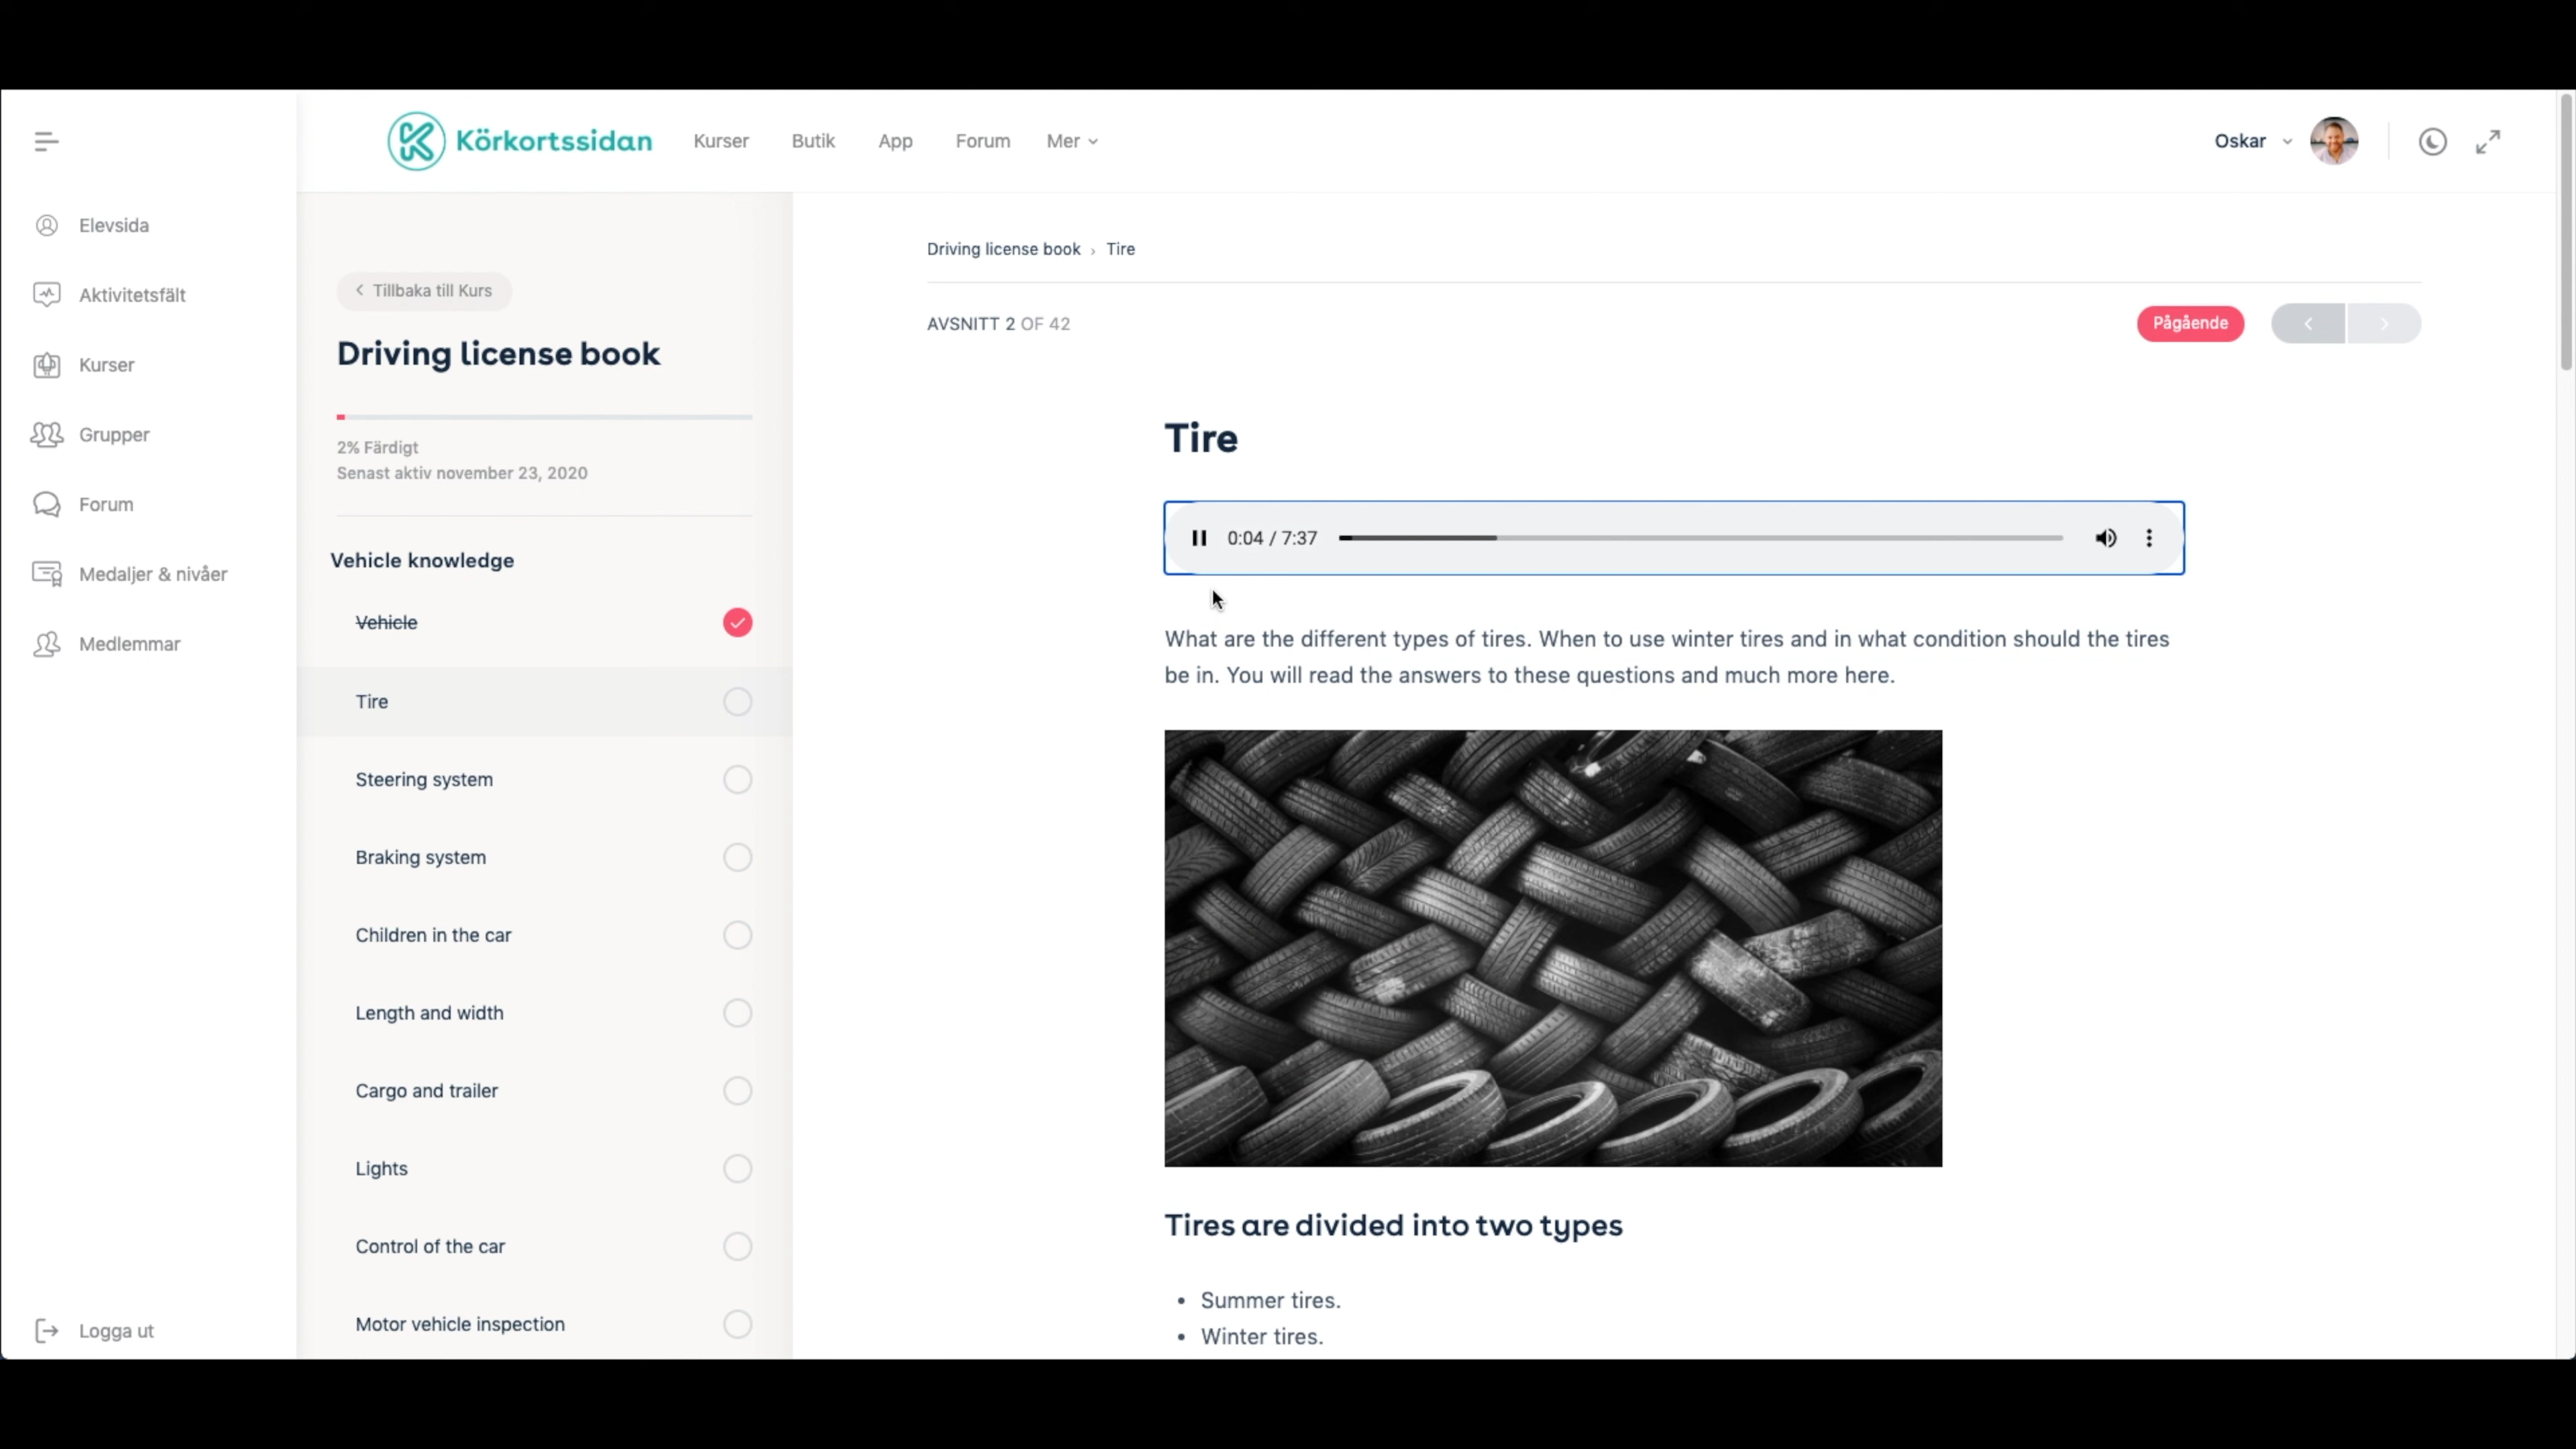 Körkortssidan Kurser Butik App Forum Mer Oskar
Elevsida
Aktivitetsfält
Kurser
Grupper
Forum
Medaljer & nivåer
Medlemmar
Logga ut
Tillbaka till Kurs
Driving license book
2% Färdigt
Senast aktiv november 23, 2020
Vehicle knowledge
Vehicle
Tire
Steering system
Braking system
Children in the car
Length and width
Cargo and trailer
Lights
Control of the car
Motor vehicle inspection
Driving license book › Tire
AVSNITT 2 OF 42
Pågående
Tire
0:04 / 7:37
What are the different types of tires. When to use winter tires and in what condition should the tires
be in. You will read the answers to these questions and much more here.
Tires are divided into two types
• Summer tires.
• Winter tires.